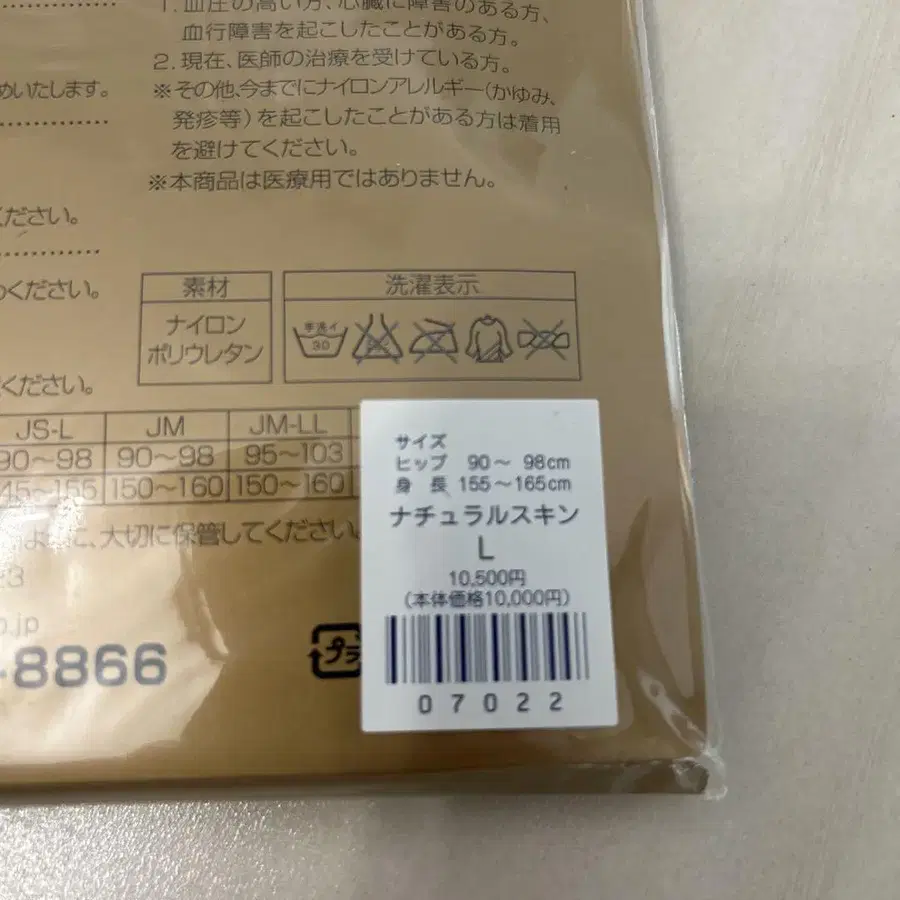 1. 血圧の高い方、心臓に障害のある方、
血行障害を起こしたことがある方。
2. 現在、医師の治療を受けている方。
※その他、今までにナイロンアレルギー(かゆみ、
発疹等)を起こしたことがある方は着用
を避けてください。
※本商品は医療用ではありません。
めいたします。
ください。
ください。
ください。
素材
ナイロン
ポリウレタン
洗濯表示
手洗イ
30
JS-L JM JM-LL
90〜98 90〜98 95〜103
45〜155 150〜160 150〜160
ように、大切に保管してください。
3
.jp
-8866
プラ
サイズ
ヒップ 90〜 98cm
身 長 155〜165cm
ナチュラルスキン
L
10,500円
(本体価格10,000円)
07022